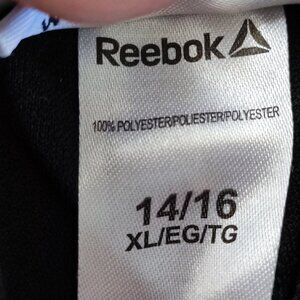 Reebok
100% POLYESTER/POLIESTER/POLYESTER
14/16
XL/EG/TG